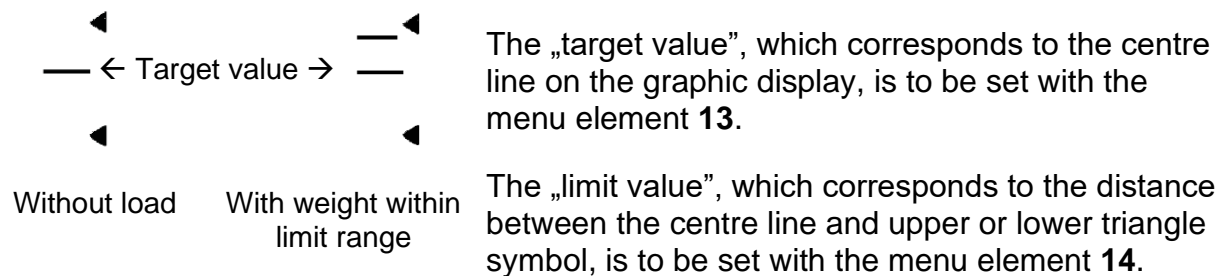 ← Target value →
Without load
With weight within
limit range
The „target value”, which corresponds to the centre
line on the graphic display, is to be set with the
menu element 13.
The „limit value”, which corresponds to the distance
between the centre line and upper or lower triangle
symbol, is to be set with the menu element 14.